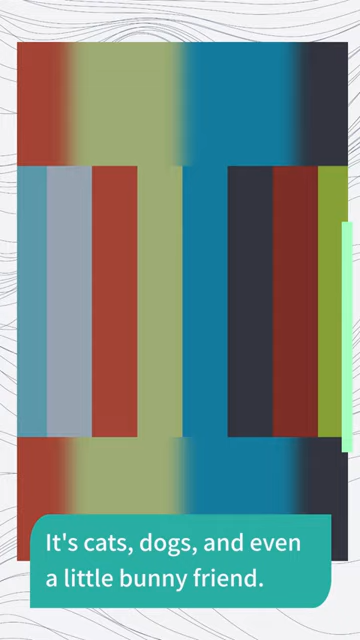 It's cats, dogs, and even
a little bunny friend.